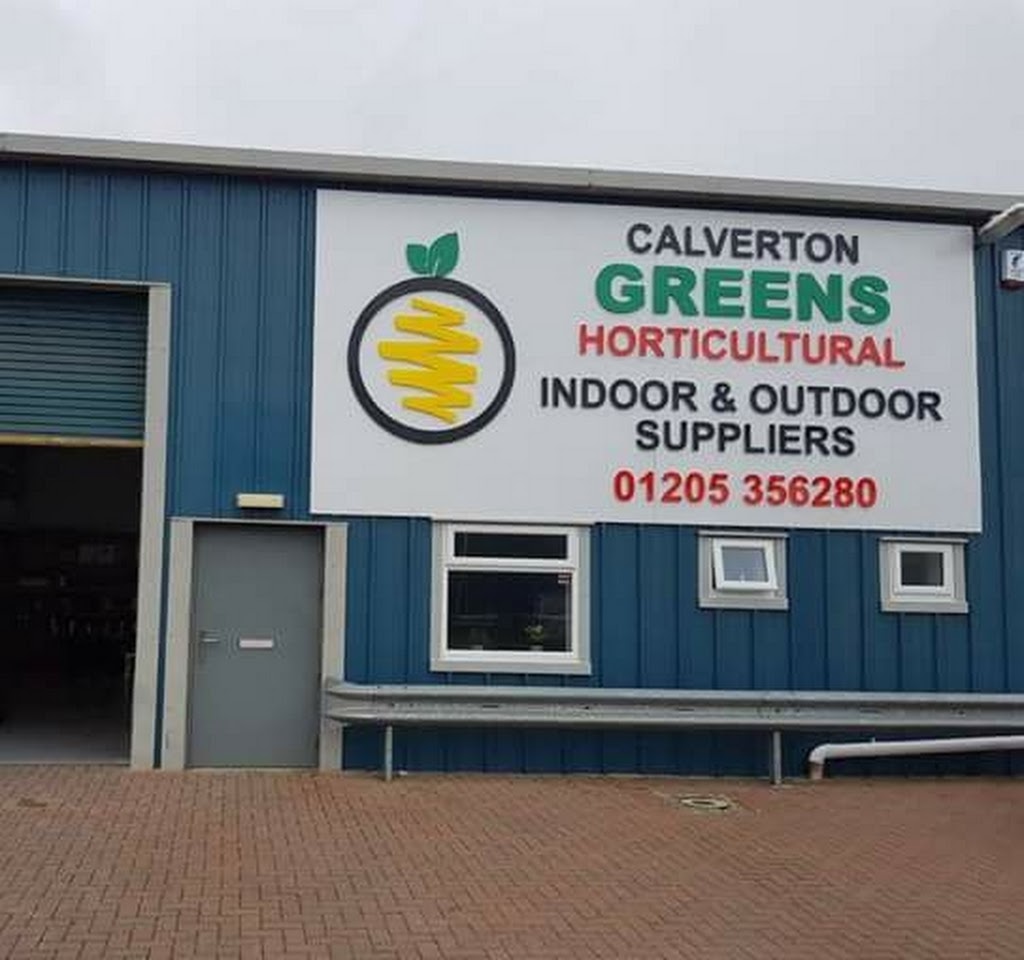 CALVERTON
GREENS
HORTICULTURAL
INDOOR & OUTDOOR
SUPPLIERS
01205 356280